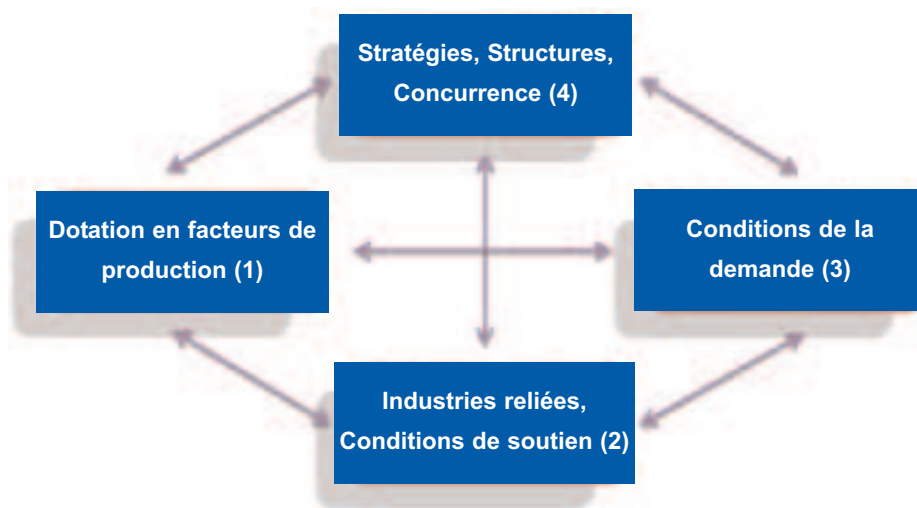 Stratégies, Structures,
Concurrence (4)
Dotation en facteurs de
production (1)
Conditions de la
demande (3)
Industries reliées,
Conditions de soutien (2)